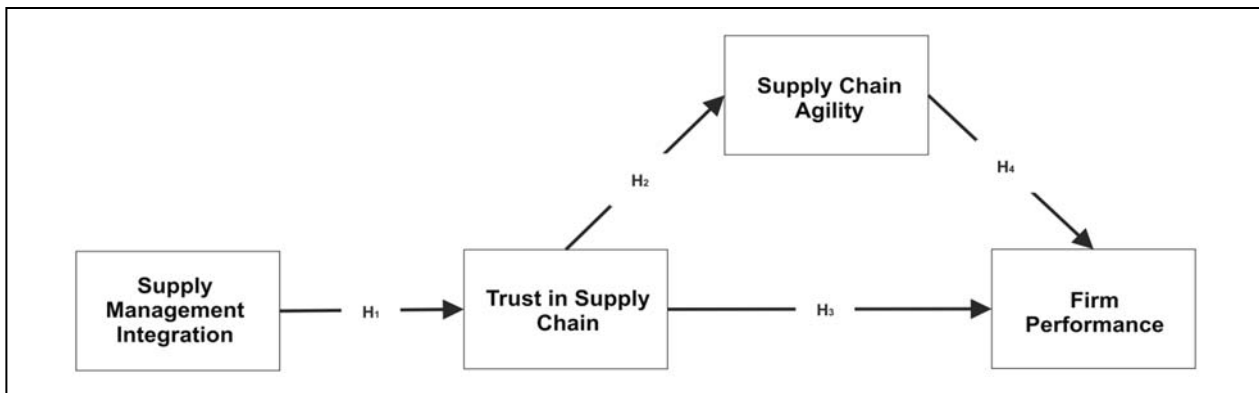 Supply Chain
Agility
H₂
H₄
Supply
Management
Integration
H₁
Trust in Supply
Chain
H₃
Firm
Performance